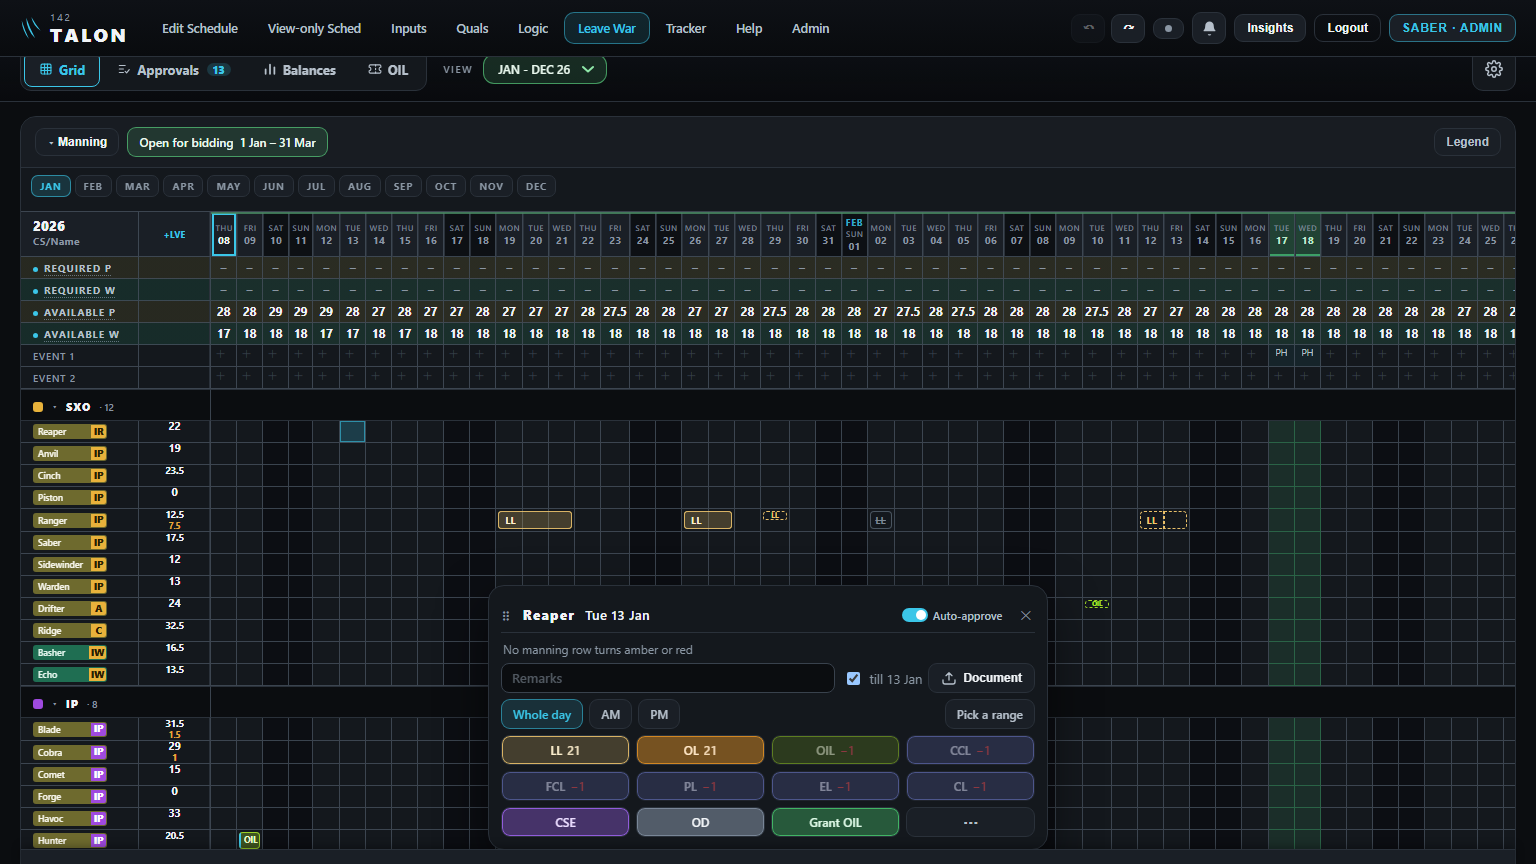 142
TALON
Edit Schedule
View-only Sched
Inputs
Quals
Logic
Leave War
Tracker
Help
Admin
Insights
Logout
SABER · ADMIN
Grid
Approvals 13
Balances
OIL
VIEW
JAN - DEC 26
Manning
Open for bidding 1 Jan – 31 Mar
Legend
JAN FEB MAR APR MAY JUN JUL AUG SEP OCT NOV DEC
FEB
2026
CS/Name
+LVE
THU FRI SAT SUN MON TUE WED THU FRI SAT SUN MON TUE WED THU FRI SAT SUN MON TUE WED THU FRI SAT SUN MON TUE WED THU FRI SAT SUN MON TUE WED THU FRI SAT SUN MON TUE WED THU FRI SAT SUN MON TUE WED
08 09 10 11 12 13 14 15 16 17 18 19 20 21 22 23 24 25 26 27 28 29 30 31 01 02 03 04 05 06 07 08 09 10 11 12 13 14 15 16 17 18 19 20 21 22 23 24 25
REQUIRED P – – – – – – – – – – – – – – – – – – – – – – – – – – – – – – – – – – – – – – – – – – – – – – – – –
REQUIRED W – – – – – – – – – – – – – – – – – – – – – – – – – – – – – – – – – – – – – – – – – – – – – – – – –
AVAILABLE P 28 28 29 29 29 28 27 27 28 27 28 27 27 27 27 27.5 28 28 27 27 28 27.5 28 28 28 27 27.5 28 27.5 28 28 28 28 27.5 28 27 27 28 28 28 28 28 28 28 28 28 28 27 28
AVAILABLE W 17 18 18 18 17 17 18 17 18 18 18 18 18 18 18 18 18 18 18 18 18 18 18 18 18 18 18 18 18 18 18 18 18 18 18 18 18 18 18 18 18 18 18 18 18 18 18 18 18
EVENT 1 PH PH
EVENT 2
SXO · 12
Reaper IR 22
Anvil IP 19
Cinch IP 23.5
Piston IP 0
Ranger IP 12.5 LL LL LL LL LL
7.5
Saber IP 17.5
Sidewinder IP 12
Warden IP 13
Drifter A 24 OIL
Ridge C 32.5
Basher IW 16.5
Echo IW 13.5
IP · 8
Blade IP 31.5
1.5
Cobra IP 29
1
Comet IP 15
Forge IP 0
Havoc IP 33
Hunter IP 20.5 OIL
Reaper Tue 13 Jan
Auto-approve
No manning row turns amber or red
Remarks
till 13 Jan
Document
Whole day
AM
PM
Pick a range
LL 21
OL 21
OIL −1
CCL −1
FCL −1
PL −1
EL −1
CL −1
CSE
OD
Grant OIL
---